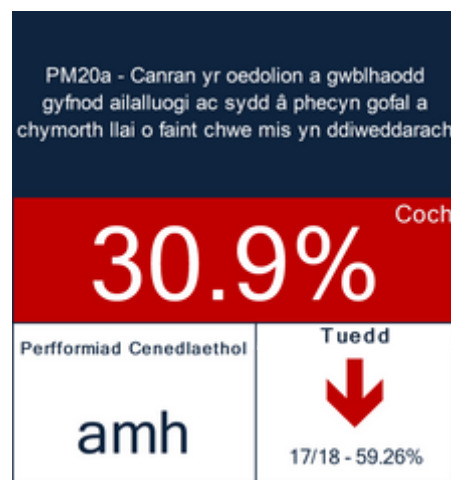 PM20a - Canran yr oedolion a gwblhaodd
gyfnod ailalluogi ac sydd â phecyn gofal a
chymorth llai o faint chwe mis yn ddiweddarach
Coch
30.9%
Perfformiad Cenedlaethol
amh
Tuedd
17/18 - 59.26%